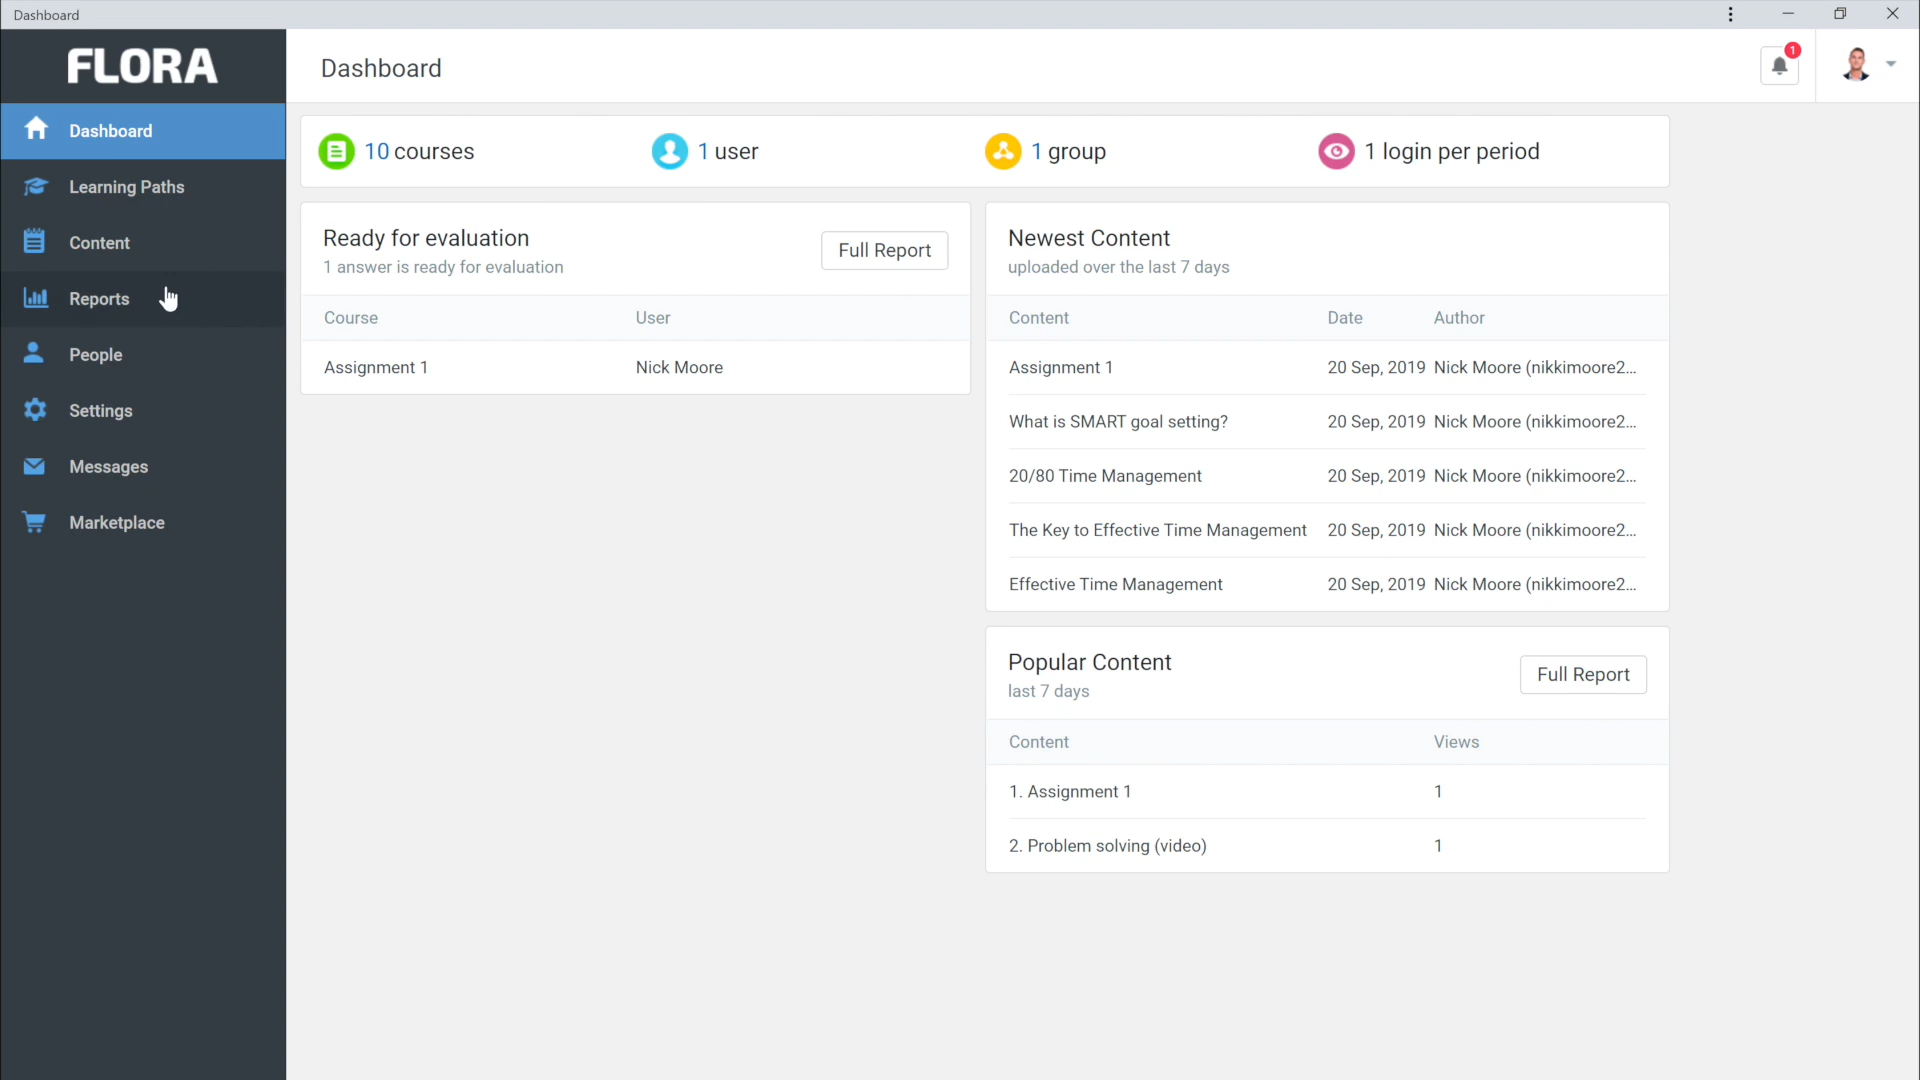 Dashboard
FLORA
Dashboard
1
Dashboard
Learning Paths
Content
Reports
People
Settings
Messages
Marketplace
10 courses
1 user
1 group
1 login per period
Ready for evaluation
1 answer is ready for evaluation
Full Report
Course User
Assignment 1 Nick Moore
Newest Content
uploaded over the last 7 days
Content Date Author
Assignment 1 20 Sep, 2019 Nick Moore (nikkimoore2...
What is SMART goal setting? 20 Sep, 2019 Nick Moore (nikkimoore2...
20/80 Time Management 20 Sep, 2019 Nick Moore (nikkimoore2...
The Key to Effective Time Management 20 Sep, 2019 Nick Moore (nikkimoore2...
Effective Time Management 20 Sep, 2019 Nick Moore (nikkimoore2...
Popular Content
last 7 days
Full Report
Content Views
1. Assignment 1 1
2. Problem solving (video) 1